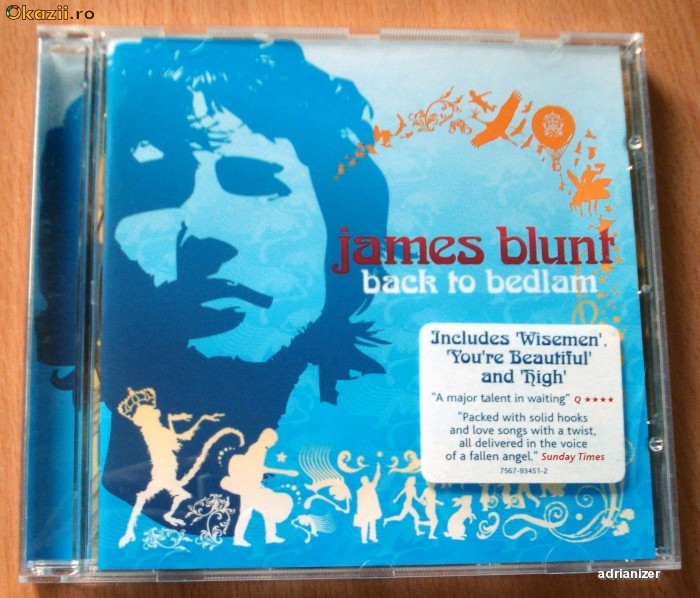 Okazii.ro
james blunt
back to bedlam
Includes 'Wisemen'.
'You're Beautiful'
and 'High'
"A major talent in waiting" Q ★★★★
"Packed with solid hooks
and love songs with a twist,
all delivered in the voice
of a fallen angel." Sunday Times
7567-93451-2
adrianizer